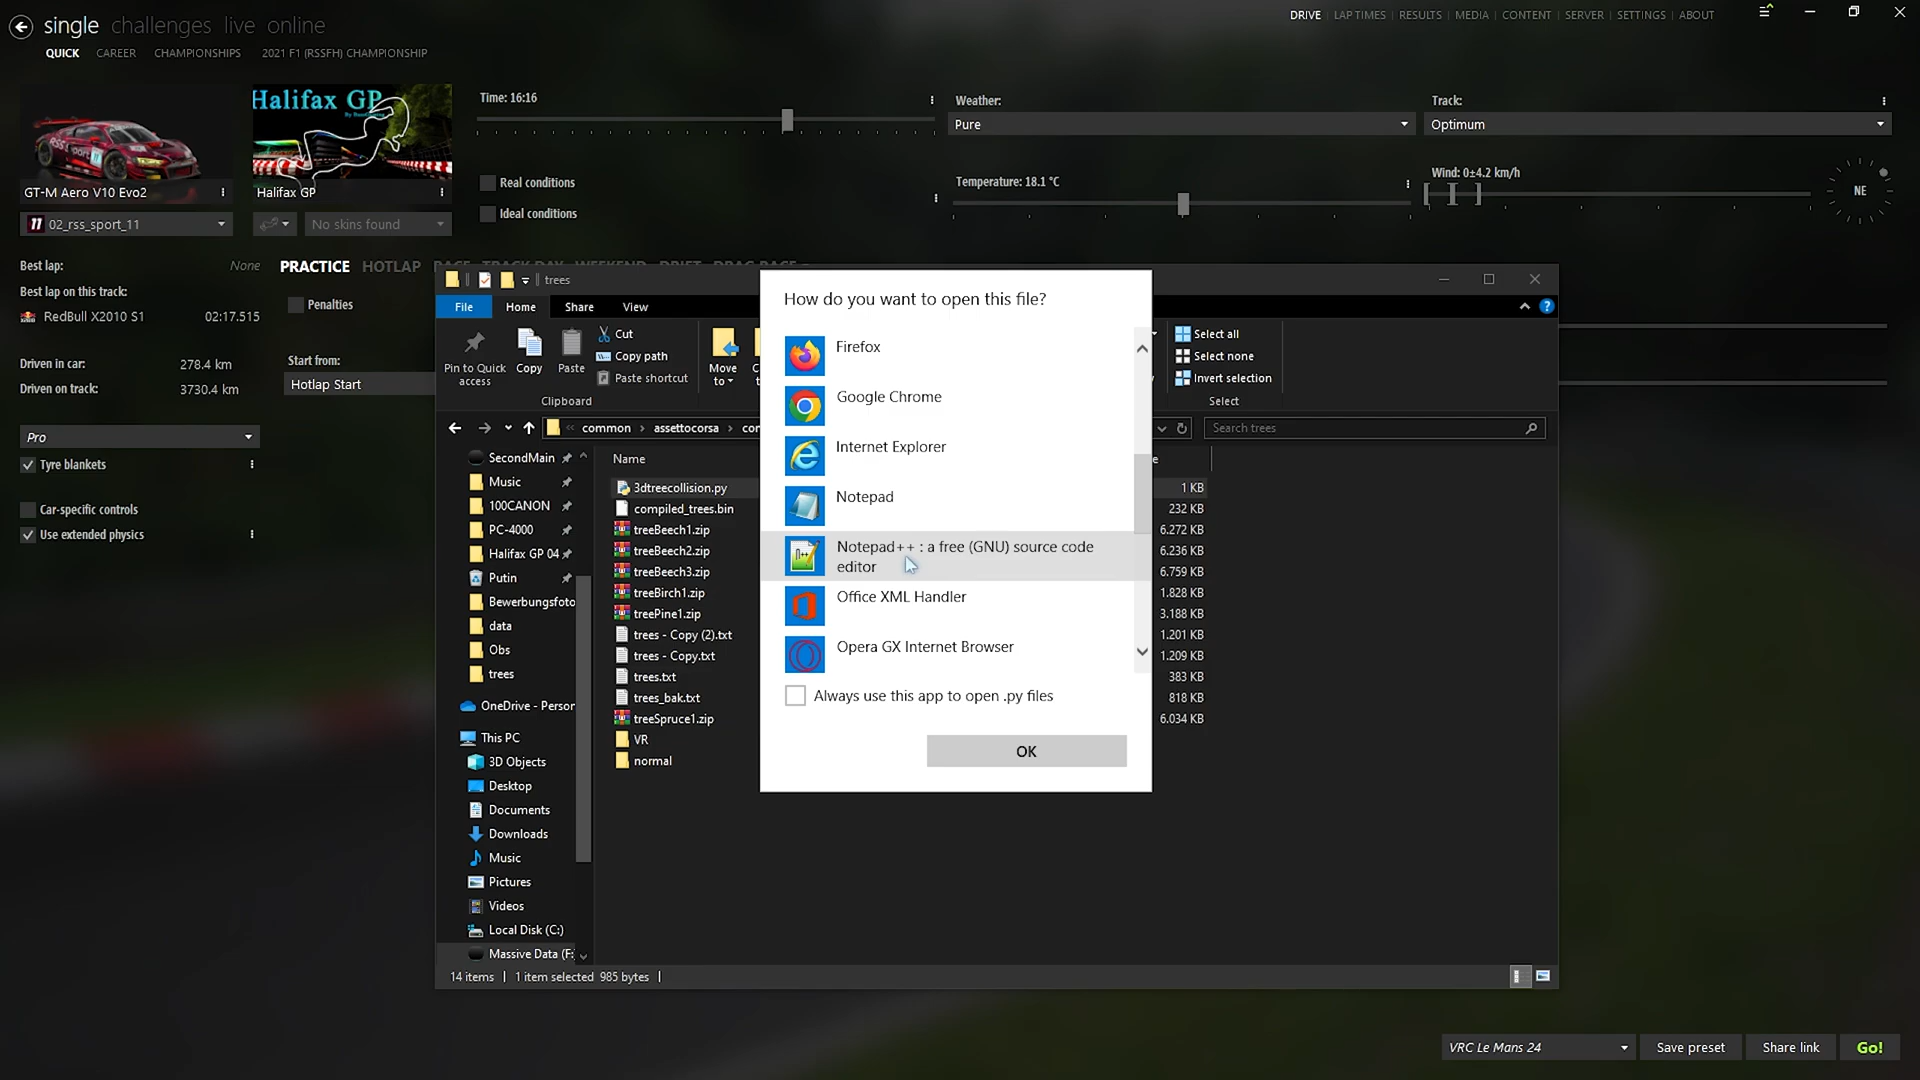 single challenges live online
DRIVE | LAP TIMES | RESULTS | MEDIA | CONTENT | SERVER | SETTINGS | ABOUT
QUICK CAREER CHAMPIONSHIPS 2021 F1 (RSSFH) CHAMPIONSHIP
Halifax GP
GT-M Aero V10 Evo2
Halifax GP
11 02_rss_sport_11
No skins found
Time: 16:16
Weather:
Pure
Track:
Optimum
Real conditions
Ideal conditions
Temperature: 18.1 °C
Wind: 0±4.2 km/h
NE
Best lap: None
Best lap on this track:
RedBull X2010 S1 02:17.515
Driven in car: 278.4 km
Driven on track: 3730.4 km
Pro
Tyre blankets
Car-specific controls
Use extended physics
PRACTICE HOTLAP RACE TRACK DAY WEEKEND DRIFT DRAG RACE
Penalties
Start from:
Hotlap Start
trees
File Home Share View
Pin to Quick
access
Copy
Paste
Cut
Copy path
Paste shortcut
Clipboard
Move
to
C
Select all
Select none
Invert selection
Select
« common › assettocorsa › con
Search trees
SecondMain
Music
100CANON
PC-4000
Halifax GP 04
Putin
Bewerbungsfoto
data
Obs
trees
OneDrive - Person
This PC
3D Objects
Desktop
Documents
Downloads
Music
Pictures
Videos
Local Disk (C:)
Massive Data (F:
Name e
3dtreecollision.py 1 KB
compiled_trees.bin 232 KB
treeBeech1.zip 6.272 KB
treeBeech2.zip 6.236 KB
treeBeech3.zip 6.759 KB
treeBirch1.zip 1.828 KB
treePine1.zip 3.188 KB
trees - Copy (2).txt 1.201 KB
trees - Copy.txt 1.209 KB
trees.txt 383 KB
trees_bak.txt 818 KB
treeSpruce1.zip 6.034 KB
VR
normal
14 items | 1 item selected 985 bytes |
How do you want to open this file?
Firefox
Google Chrome
Internet Explorer
Notepad
Notepad++ : a free (GNU) source code
editor
Office XML Handler
Opera GX Internet Browser
Always use this app to open .py files
OK
VRC Le Mans 24
Save preset
Share link
Go!